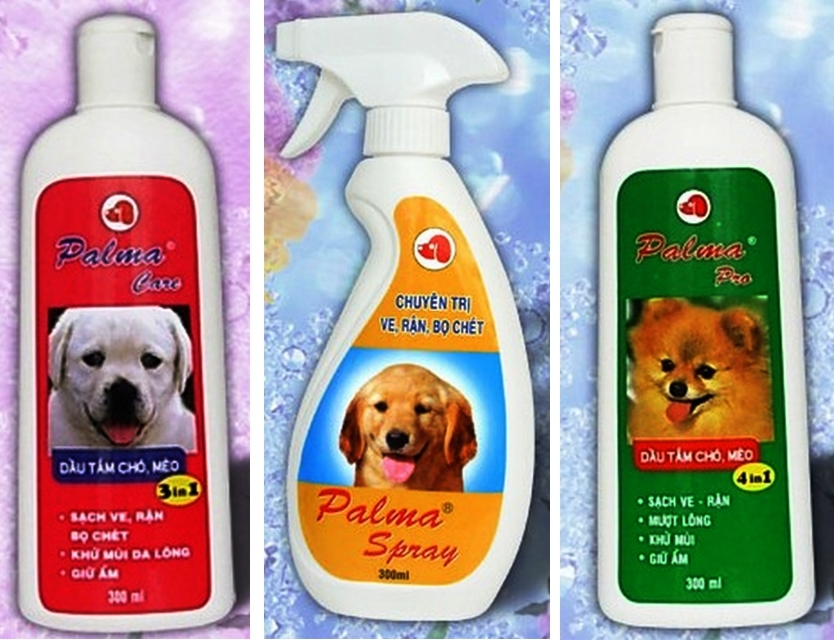 Palma®
Care
DẦU TẮM CHÓ, MÈO
3in1
• SẠCH VE, RẬN
BỌ CHÉT
• KHỬ MÙI DA LÔNG
• GIỮ ẨM
300 ml
CHUYÊN TRỊ
VE, RẬN, BỌ CHÉT
Palma®
Spray
300ml
Palma®
Pro
DẦU TẮM CHÓ, MÈO
4in1
• SẠCH VE - RẬN
• MƯỢT LÔNG
• KHỬ MÙI
• GIỮ ẨM
300 ml